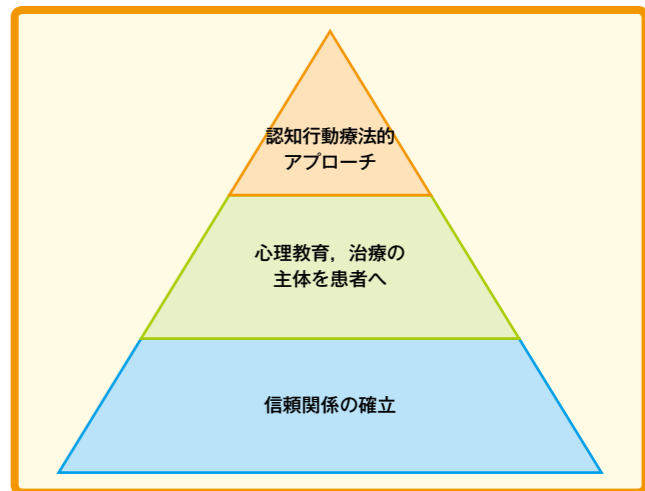 認知行動療法的
アプローチ
心理教育，治療の
主体を患者へ
信頼関係の確立